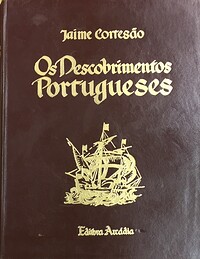 Jaime Cortesão
Os Descobrimentos
Portugueses
Editora Arcádia